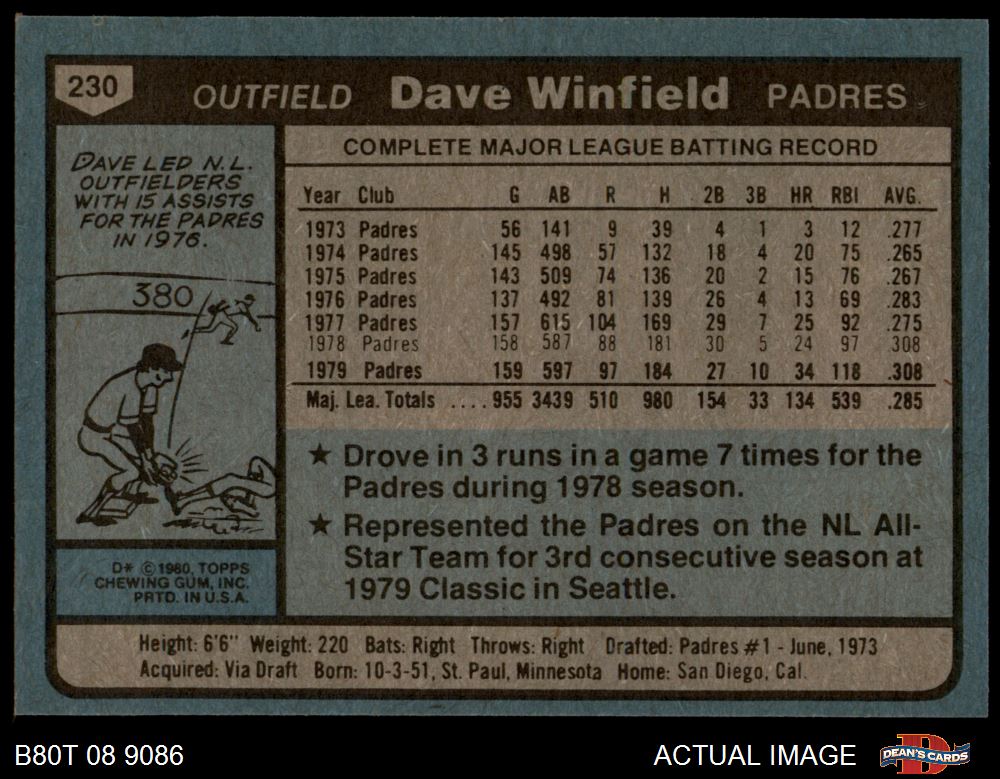 230 OUTFIELD Dave Winfield PADRES
DAVE LED N.L.
OUTFIELDERS
WITH 15 ASSISTS
FOR THE PADRES
IN 1976.
380
D* © 1980, TOPPS
CHEWING GUM, INC.
PRTD. IN U.S.A.
COMPLETE MAJOR LEAGUE BATTING RECORD
Year Club G AB R H 2B 3B HR RBI AVG.
1973 Padres 56 141 9 39 4 1 3 12 .277
1974 Padres 145 498 57 132 18 4 20 75 .265
1975 Padres 143 509 74 136 20 2 15 76 .267
1976 Padres 137 492 81 139 26 4 13 69 .283
1977 Padres 157 615 104 169 29 7 25 92 .275
1978 Padres 158 587 88 181 30 5 24 97 .308
1979 Padres 159 597 97 184 27 10 34 118 .308
Maj. Lea. Totals ....955 3439 510 980 154 33 134 539 .285
★ Drove in 3 runs in a game 7 times for the
Padres during 1978 season.
★ Represented the Padres on the NL All-
Star Team for 3rd consecutive season at
1979 Classic in Seattle.
Height: 6'6" Weight: 220 Bats: Right Throws: Right Drafted: Padres #1 - June, 1973
Acquired: Via Draft Born: 10-3-51, St. Paul, Minnesota Home: San Diego, Cal.
B80T 08 9086 ACTUAL IMAGE D DEAN'S CARDS